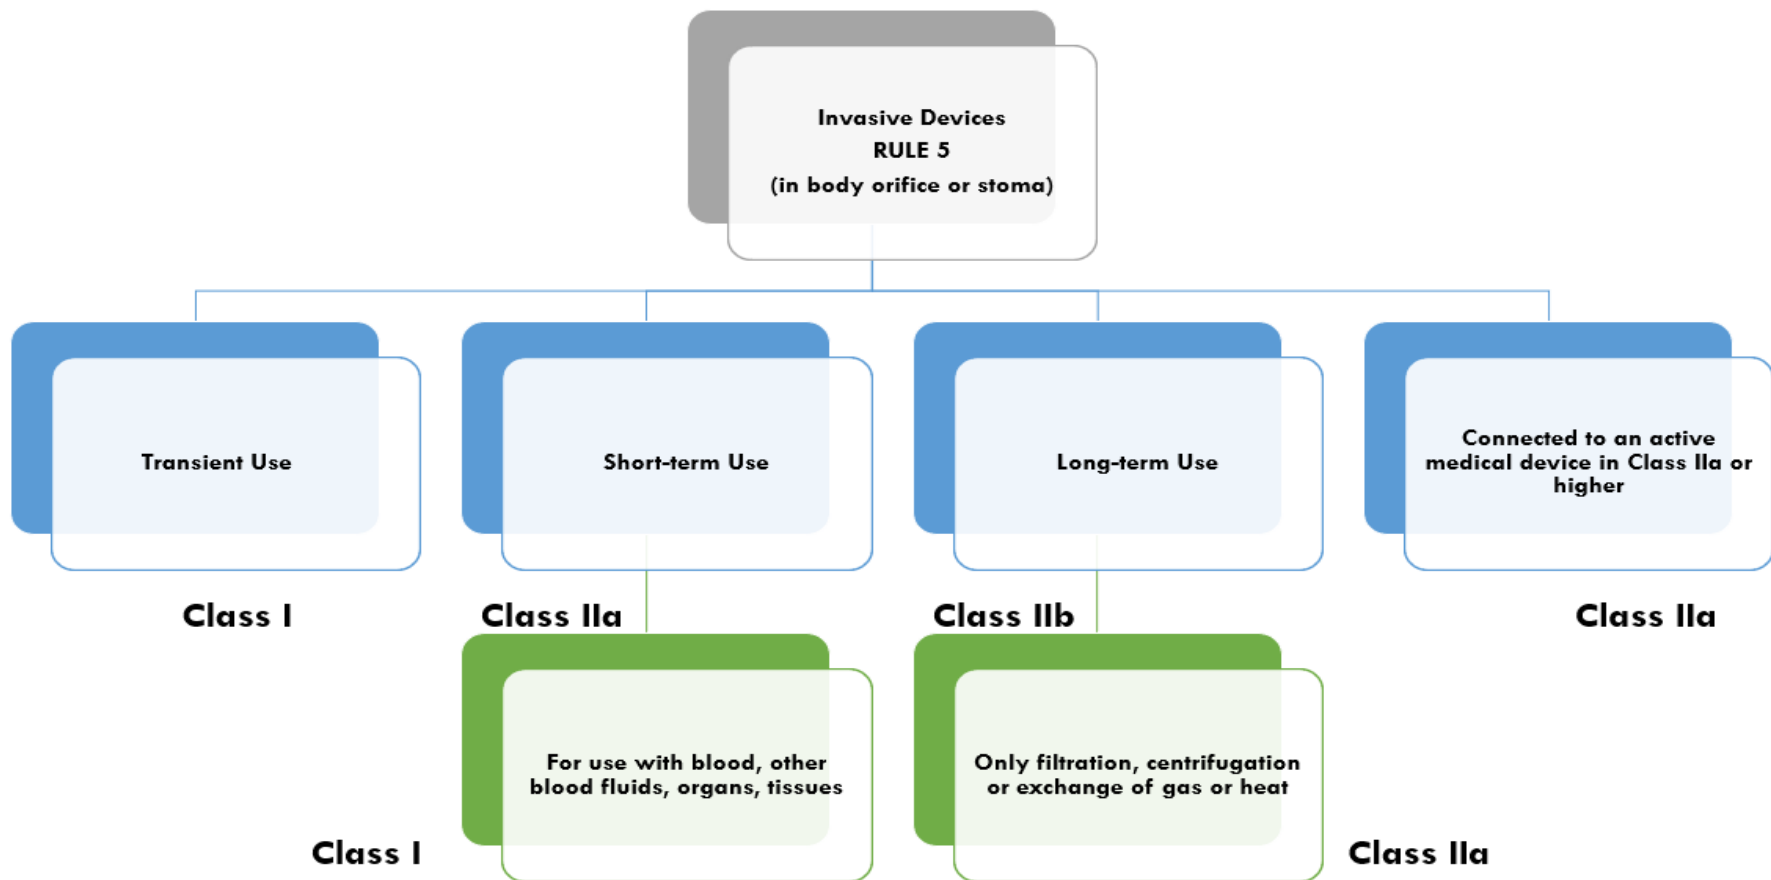 Invasive Devices
RULE 5
(in body orifice or stoma)
Transient Use
Short-term Use
Long-term Use
Connected to an active
medical device in Class IIa or
higher
Class I
Class IIa
Class IIb
Class IIa
For use with blood, other
blood fluids, organs, tissues
Only filtration, centrifugation
or exchange of gas or heat
Class I
Class IIa